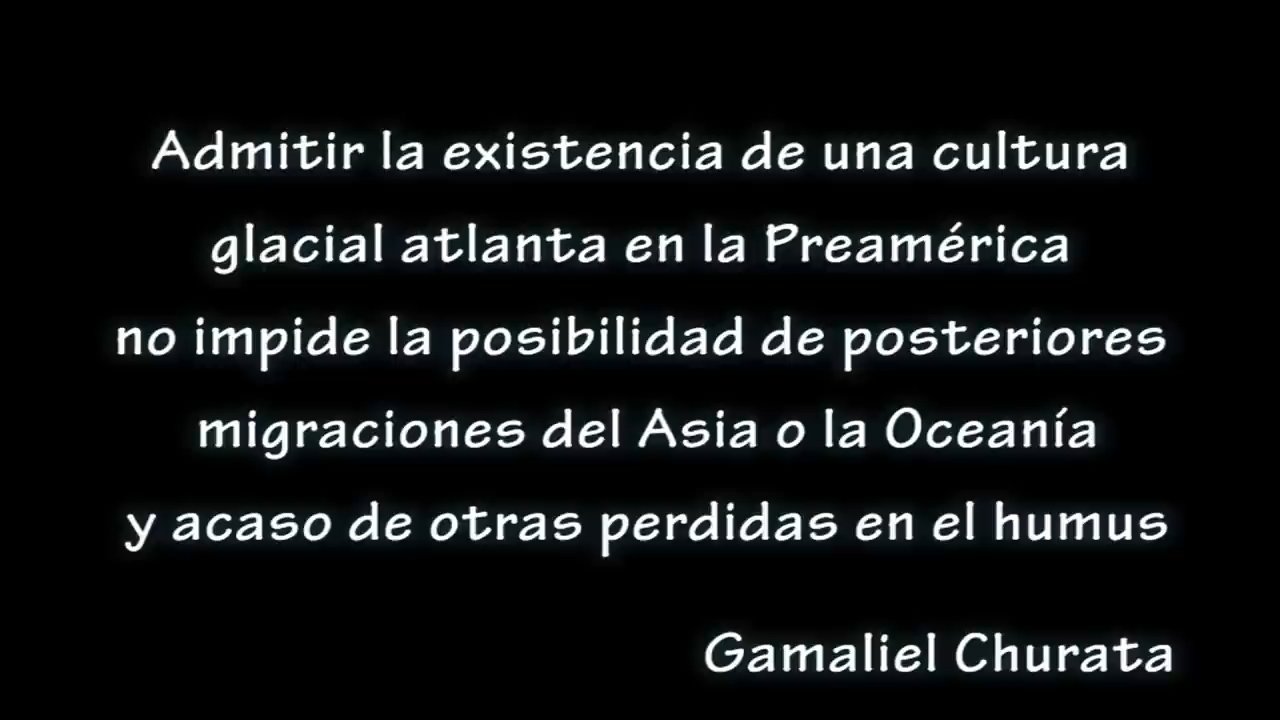 Admitir la existencia de una cultura
glacial atlanta en la Preamérica
no impide la posibilidad de posteriores
migraciones del Asia o la Oceanía
y acaso de otras perdidas en el humus
Gamaliel Churata